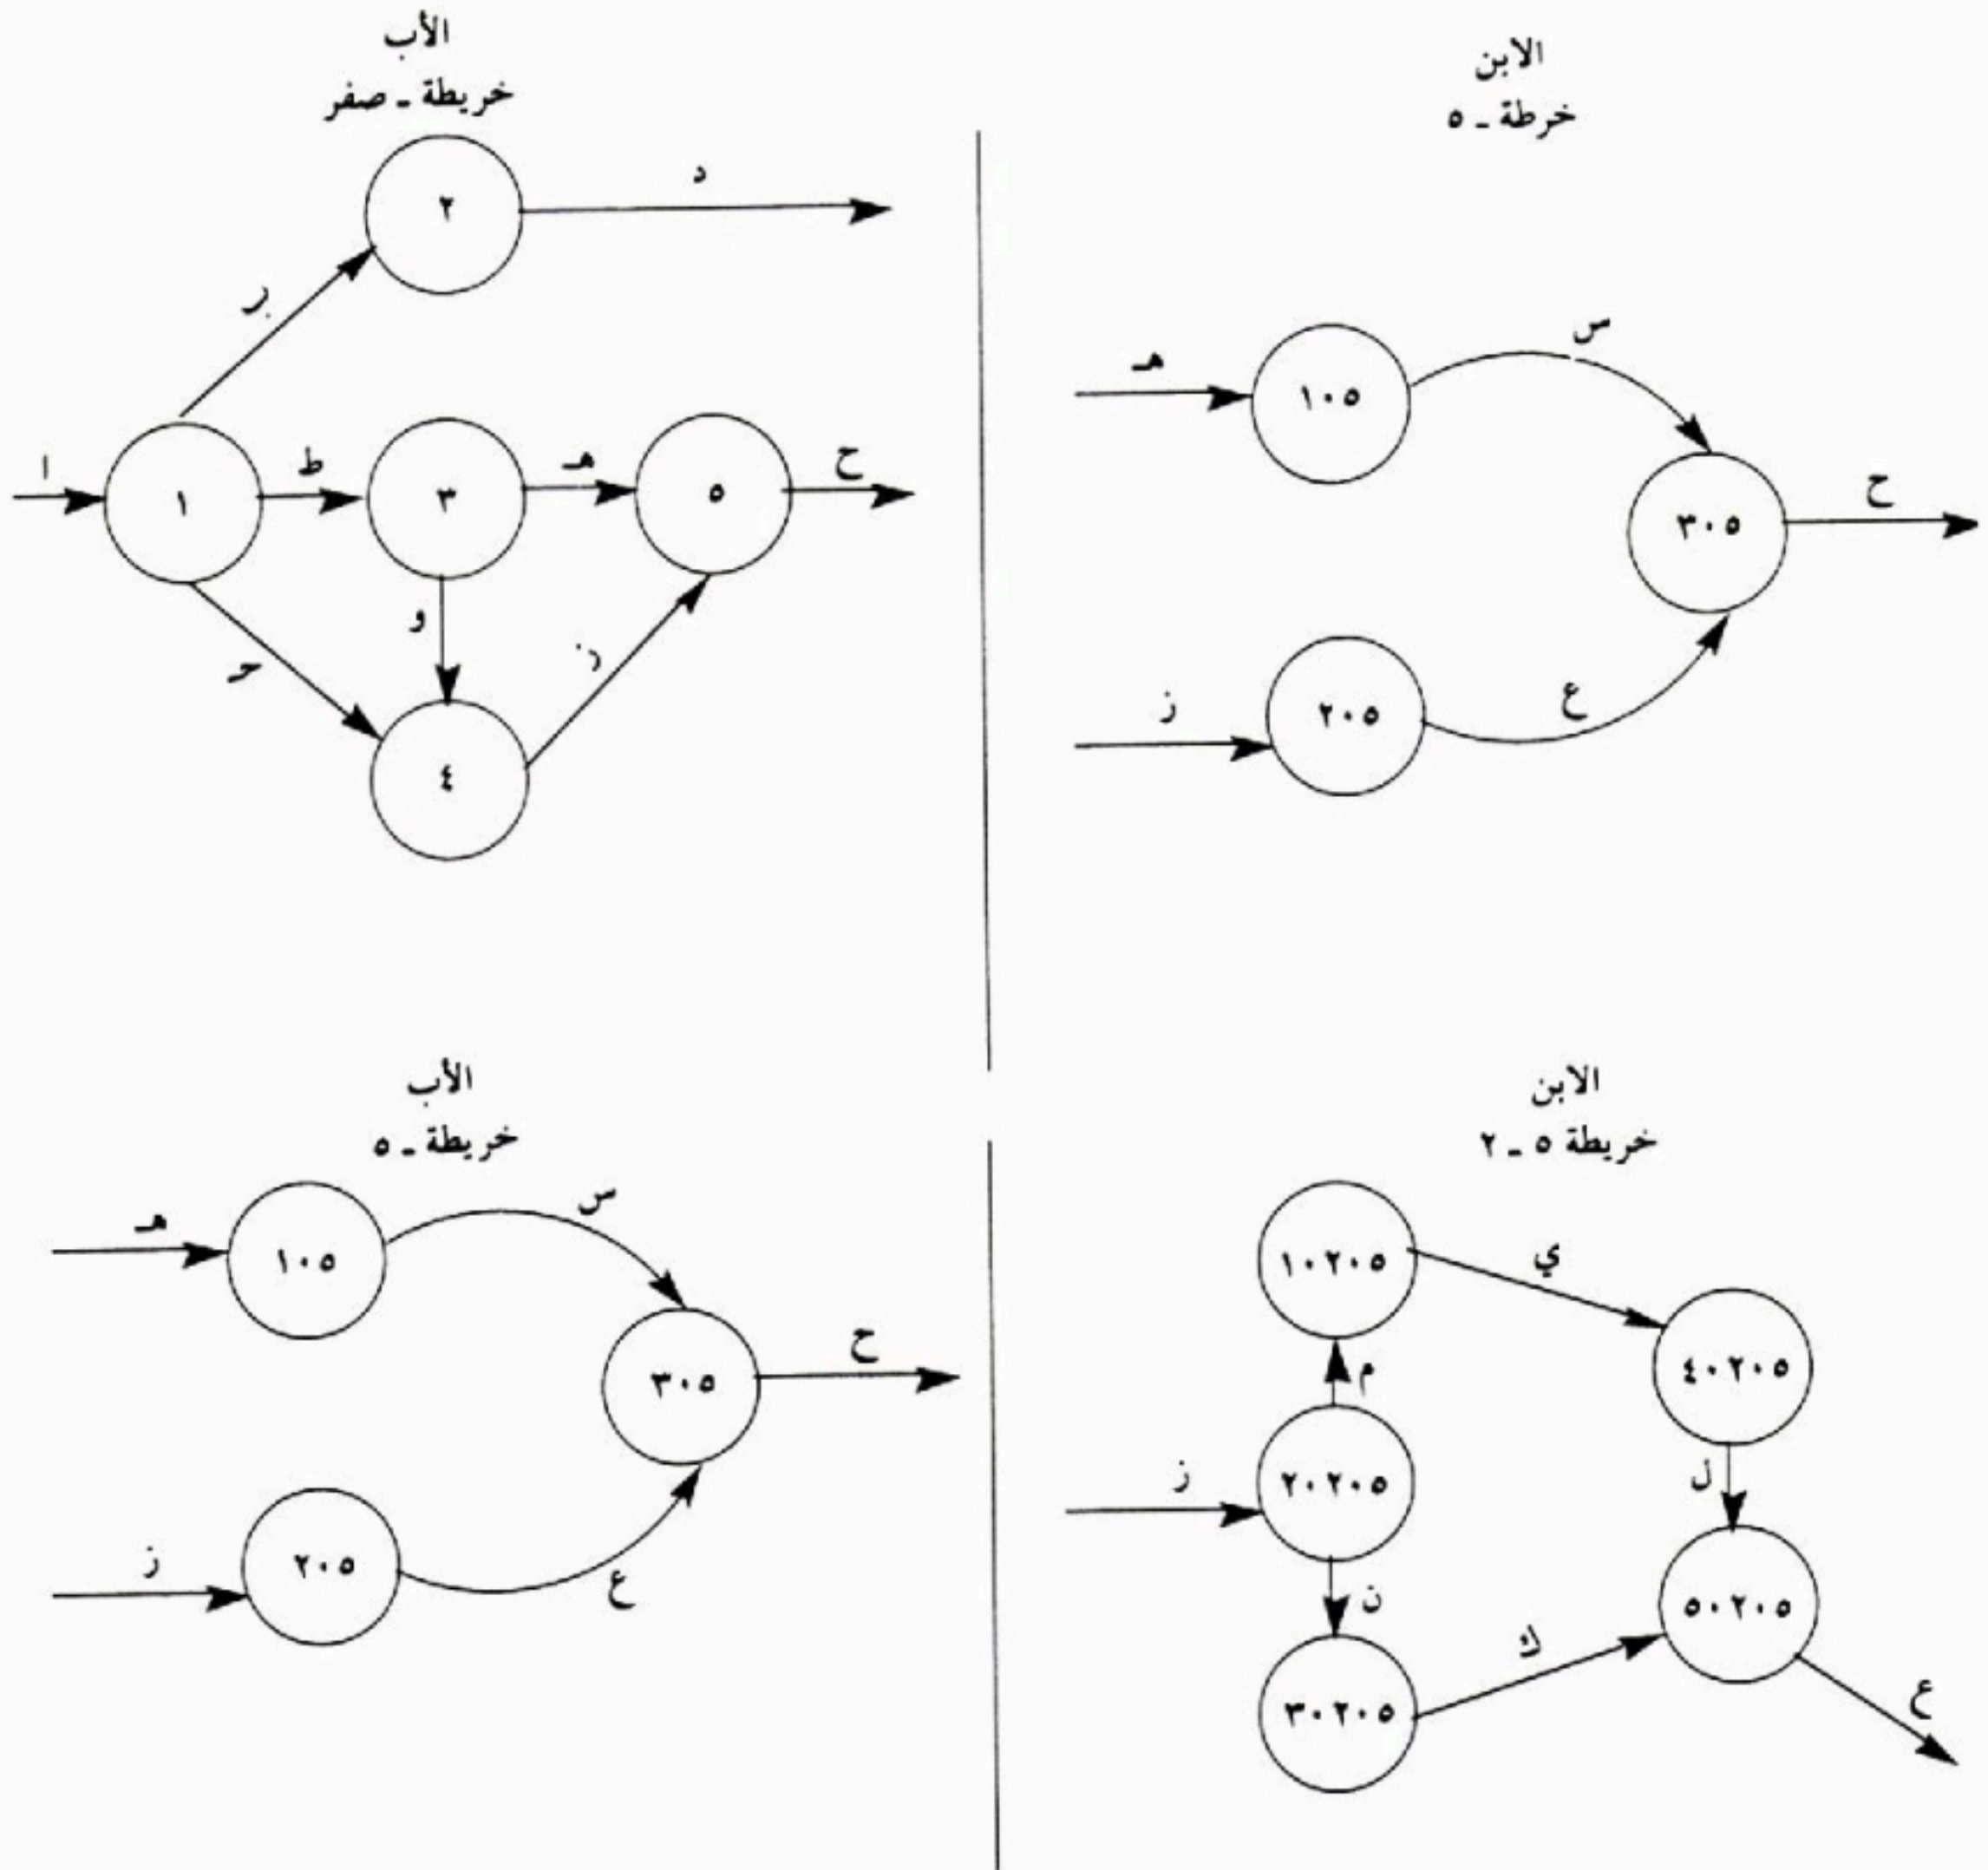 الأب
خريطة ـ صفر
٢
د
ر
ا
١
ط
٣
هـ
٥
ح
و
حـ
ز
٤
الابن
خرطة ـ ٥
هـ
١٠٥
س
٣٠٥
ح
ز
٢٠٥
ع
الأب
خريطة ـ ٥
هـ
١٠٥
س
٣٠٥
ح
ز
٢٠٥
ع
الابن
خريطة ٥ ـ ٢
١٠٢٠٥
ي
٤٠٢٠٥
م
ز
٢٠٢٠٥
ل
ن
٥٠٢٠٥
ك
٣٠٢٠٥
ع